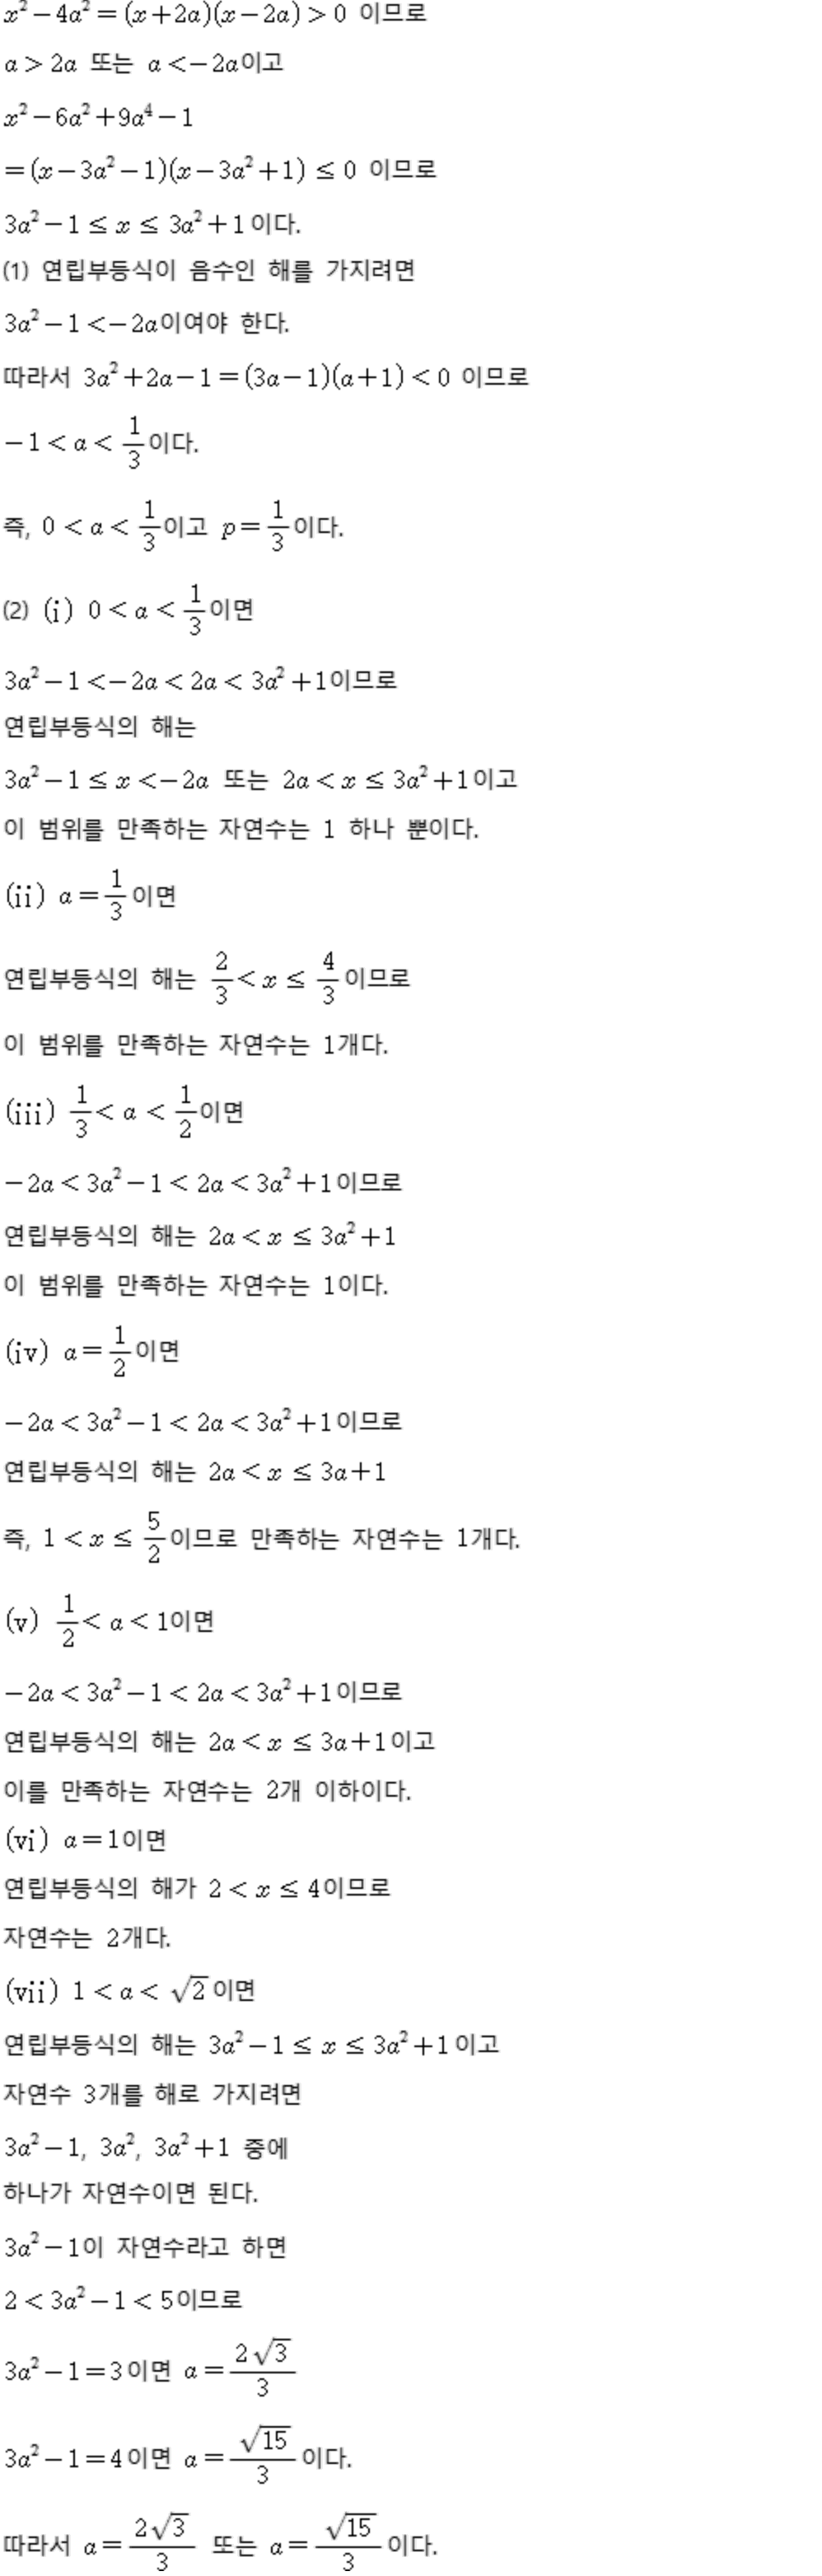 x² − 4a² = (x+2a)(x−2a) > 0 이므로
a > 2a 또는 a < −2a이고
x² − 6a² + 9a⁴ − 1
= (x−3a²−1)(x−3a²+1) ≤ 0 이므로
3a² − 1 ≤ x ≤ 3a² + 1이다.
(1) 연립부등식이 음수인 해를 가지려면
3a² − 1 < −2a이여야 한다.
따라서 3a² + 2a − 1 = (3a−1)(a+1) < 0 이므로
−1 < a < 1/3이다.
즉, 0 < a < 1/3이고 p = 1/3이다.
(2) (i) 0 < a < 1/3이면
3a² − 1 < −2a < 2a < 3a² + 1이므로
연립부등식의 해는
3a² − 1 ≤ x < −2a 또는 2a < x ≤ 3a² + 1이고
이 범위를 만족하는 자연수는 1 하나 뿐이다.
(ii) a = 1/3이면
연립부등식의 해는 2/3 < x ≤ 4/3이므로
이 범위를 만족하는 자연수는 1개다.
(iii) 1/3 < a < 1/2이면
−2a < 3a² − 1 < 2a < 3a² + 1이므로
연립부등식의 해는 2a < x ≤ 3a² + 1
이 범위를 만족하는 자연수는 1이다.
(iv) a = 1/2이면
−2a < 3a² − 1 < 2a < 3a² + 1이므로
연립부등식의 해는 2a < x ≤ 3a + 1
즉, 1 < x ≤ 5/2이므로 만족하는 자연수는 1개다.
(v) 1/2 < a < 1이면
−2a < 3a² − 1 < 2a < 3a² + 1이므로
연립부등식의 해는 2a < x ≤ 3a + 1이고
이를 만족하는 자연수는 2개 이하이다.
(vi) a = 1이면
연립부등식의 해가 2 < x ≤ 4이므로
자연수는 2개다.
(vii) 1 < a < √2이면
연립부등식의 해는 3a² − 1 ≤ x ≤ 3a² + 1이고
자연수 3개를 해로 가지려면
3a² − 1, 3a², 3a² + 1 중에
하나가 자연수이면 된다.
3a² − 1이 자연수라고 하면
2 < 3a² − 1 < 5이므로
3a² − 1 = 3이면 a = 2√3/3
3a² − 1 = 4이면 a = √15/3이다.
따라서 a = 2√3/3 또는 a = √15/3이다.